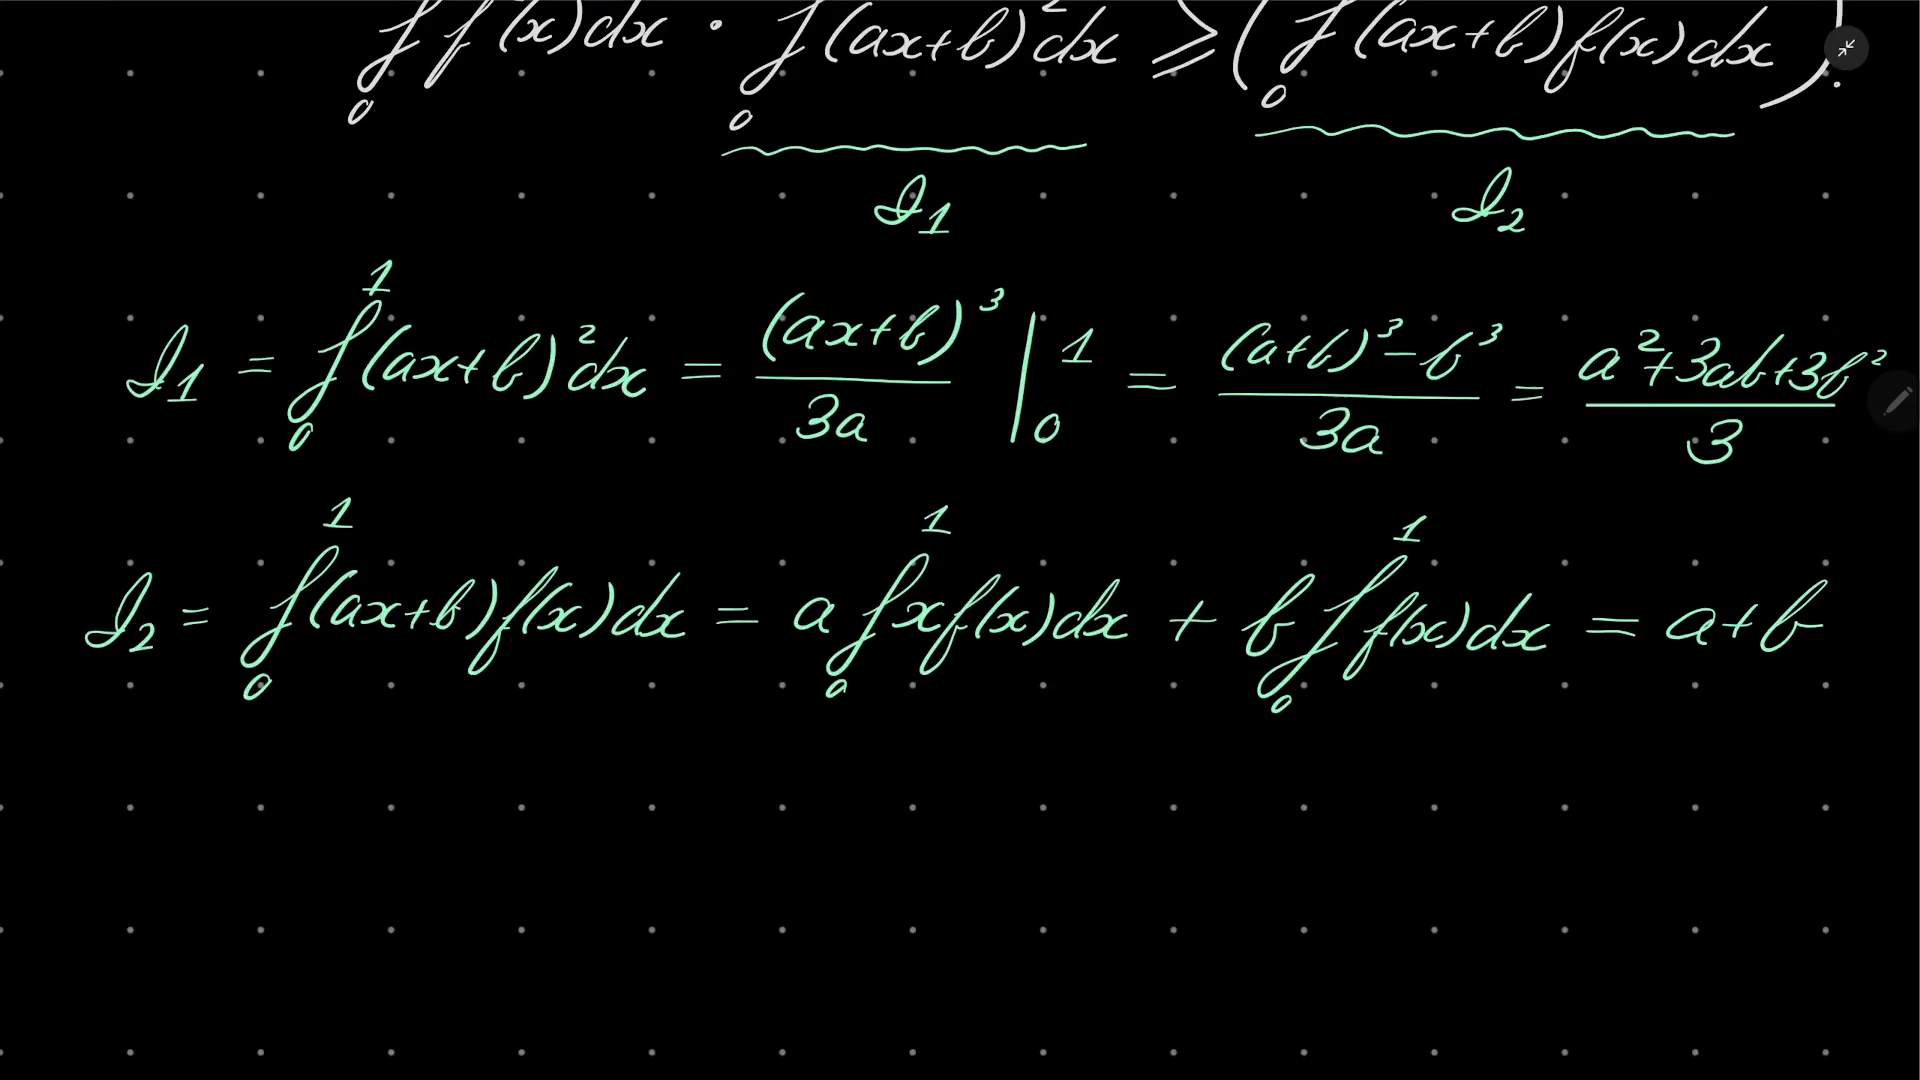 ∫₀ f²(x)dx · ∫₀ (ax+b)²dx ≥ (∫₀ (ax+b)f(x)dx)².
I₁ I₂
I₁ = ∫₀¹ (ax+b)²dx = (ax+b)³/3a |₀¹ = ((a+b)³-b³)/3a = (a²+3ab+3b²)/3
I₂ = ∫₀¹ (ax+b)f(x)dx = a∫₀¹ xf(x)dx + b∫₀¹ f(x)dx = a+b